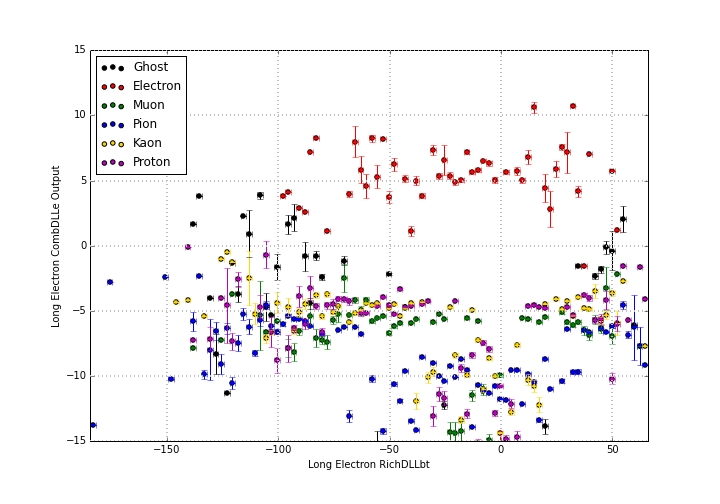 15
10
5
0
−5
−10
−15
Long Electron CombDLLe Output
Ghost
Electron
Muon
Pion
Kaon
Proton
−150 −100 −50 0 50
Long Electron RichDLLbt